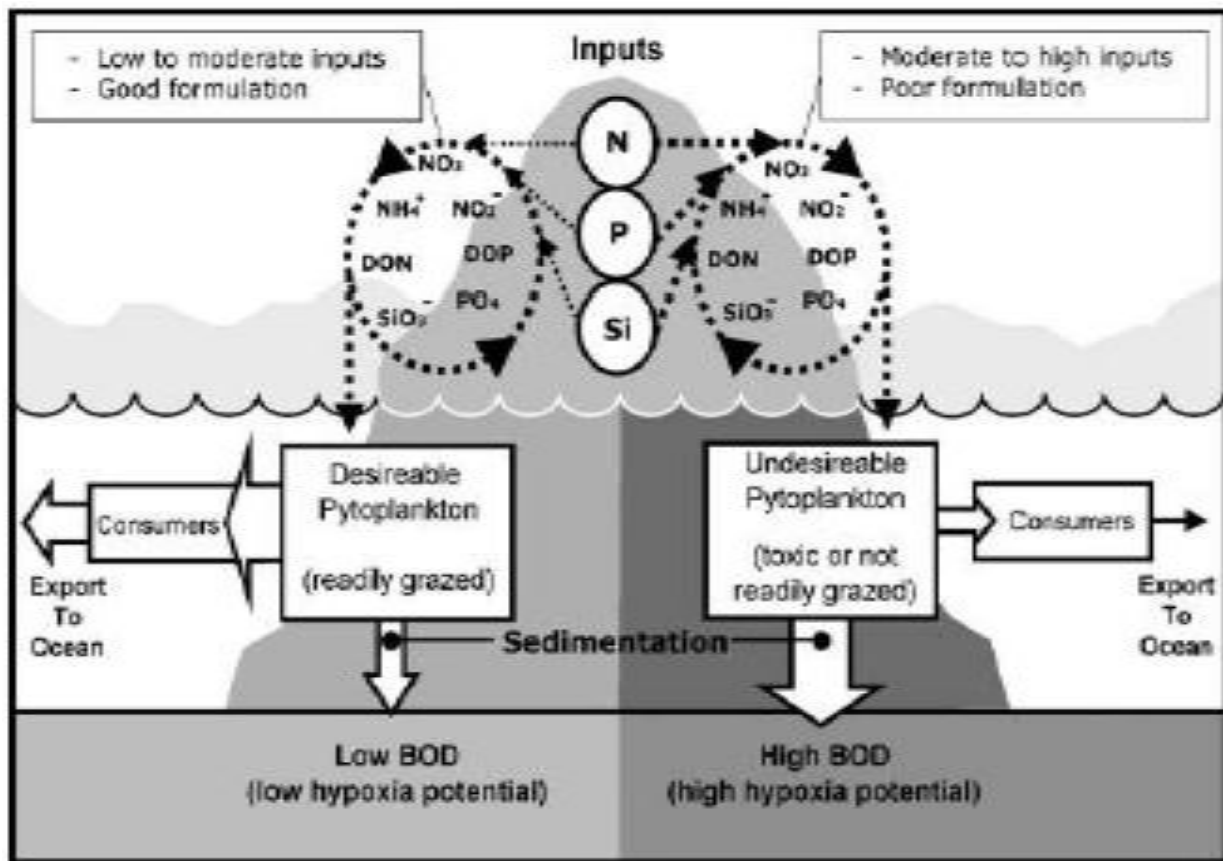 Inputs
- Low to moderate inputs
- Good formulation
- Moderate to high inputs
- Poor formulation
N
P
Si
NO₃
NH₄⁺ NO₂⁻
DON DOP
SiO₃⁻ PO₄
NO₃
NH₄⁻ NO₂⁻
DON DOP
SiO₃⁻ PO₄
Desireable
Pytoplankton
(readily grazed)
Undesireable
Pytoplankton
(toxic or not
readily grazed)
Consumers
Consumers
Export
To
Ocean
Export
To
Ocean
Sedimentation
Low BOD
(low hypoxia potential)
High BOD
(high hypoxia potential)